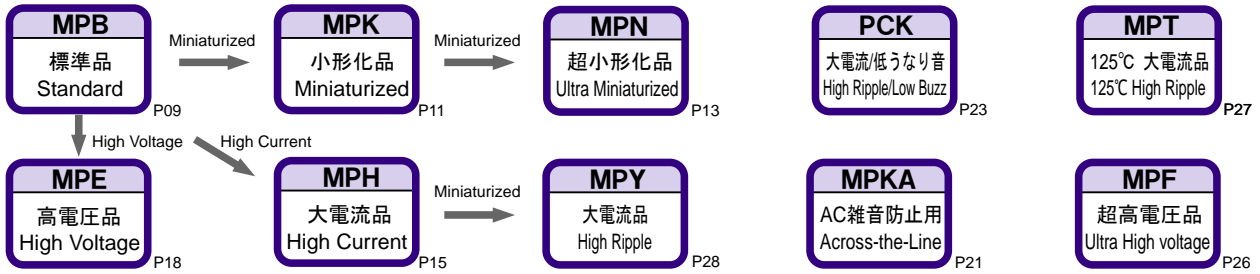 MPB
標準品
Standard
P09
Miniaturized
MPK
小形化品
Miniaturized
P11
Miniaturized
MPN
超小形化品
Ultra Miniaturized
P13
PCK
大電流/低うなり音
High Ripple/Low Buzz
P23
MPT
125℃ 大電流品
125℃ High Ripple
P27
High Voltage
High Current
MPE
高電圧品
High Voltage
P18
MPH
大電流品
High Current
P15
Miniaturized
MPY
大電流品
High Ripple
P28
MPKA
AC雑音防止用
Across-the-Line
P21
MPF
超高電圧品
Ultra High voltage
P26